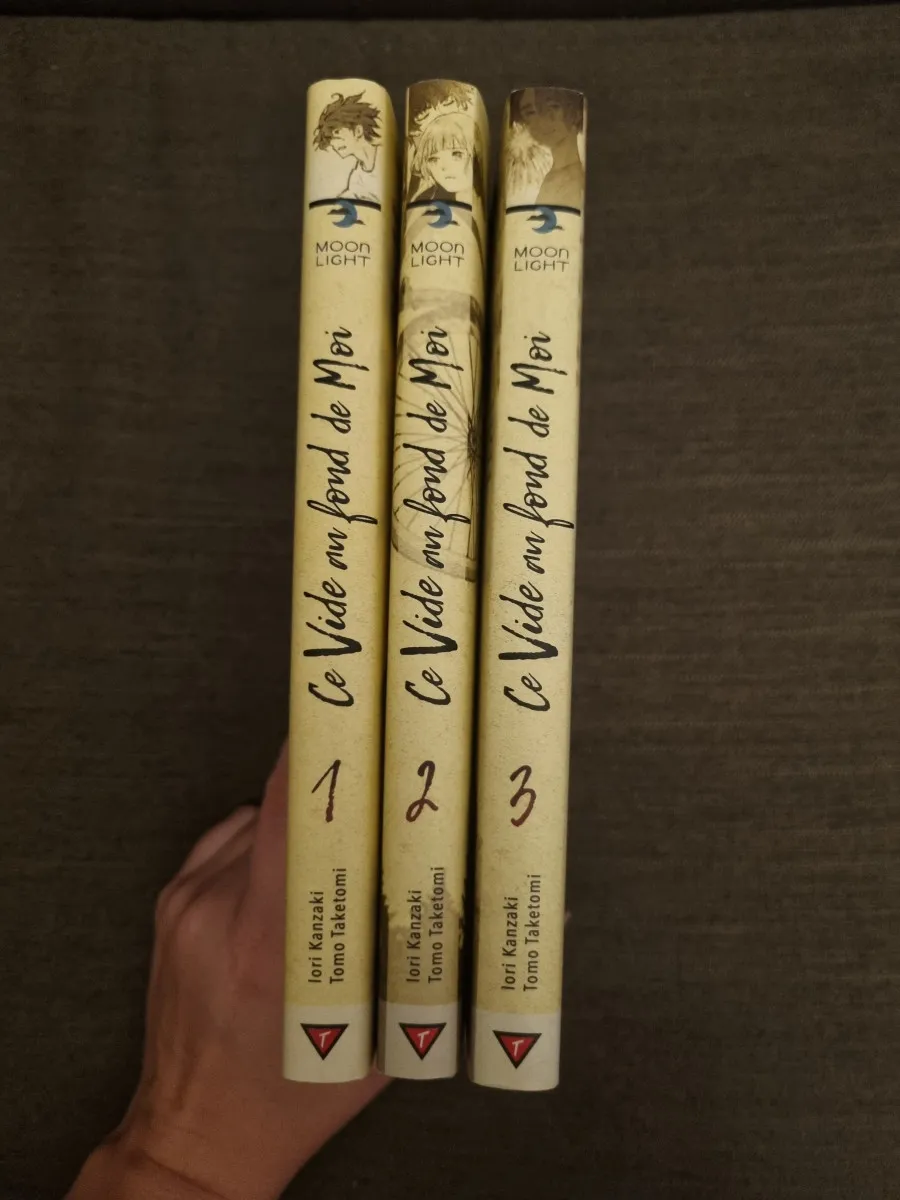 MOON
LIGHT
Ce Vide au fond de Moi
1
Iori Kanzaki
Tomo Taketomi
T
MOON
LIGHT
Ce Vide au fond de Moi
2
Iori Kanzaki
Tomo Taketomi
T
MOON
LIGHT
Ce Vide au fond de Moi
3
Iori Kanzaki
Tomo Taketomi
T